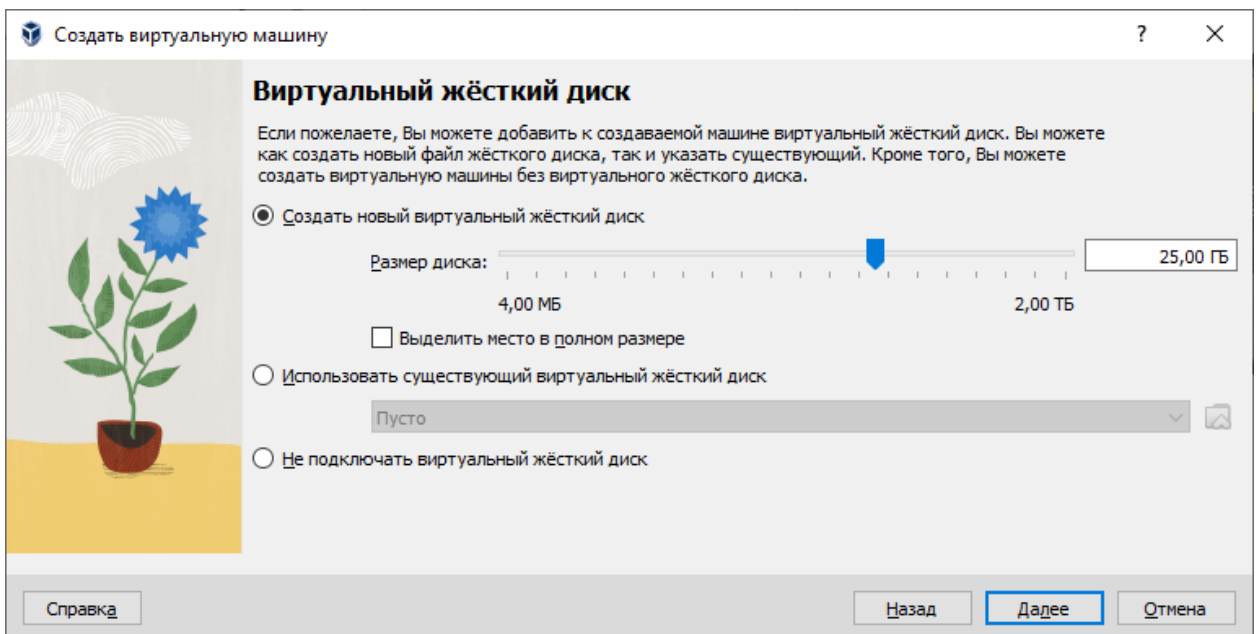 Создать виртуальную машину
?
Виртуальный жёсткий диск
Если пожелаете, Вы можете добавить к создаваемой машине виртуальный жёсткий диск. Вы можете
как создать новый файл жёсткого диска, так и указать существующий. Кроме того, Вы можете
создать виртуальную машины без виртуального жёсткого диска.
Создать новый виртуальный жёсткий диск
Размер диска: 25,00 ГБ
4,00 МБ 2,00 ТБ
Выделить место в полном размере
Использовать существующий виртуальный жёсткий диск
Пусто
Не подключать виртуальный жёсткий диск
Справка Назад Далее Отмена